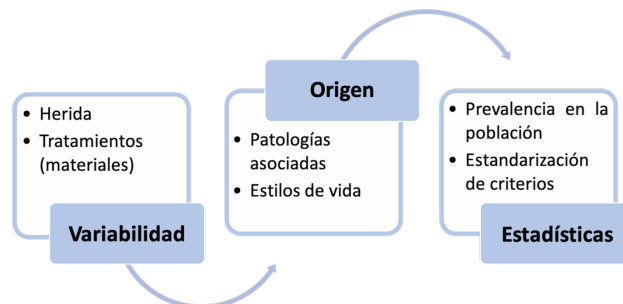 • Herida
• Tratamientos
(materiales)
Variabilidad
Origen
• Patologías
asociadas
• Estilos de vida
• Prevalencia en la
población
• Estandarización
de criterios
Estadísticas